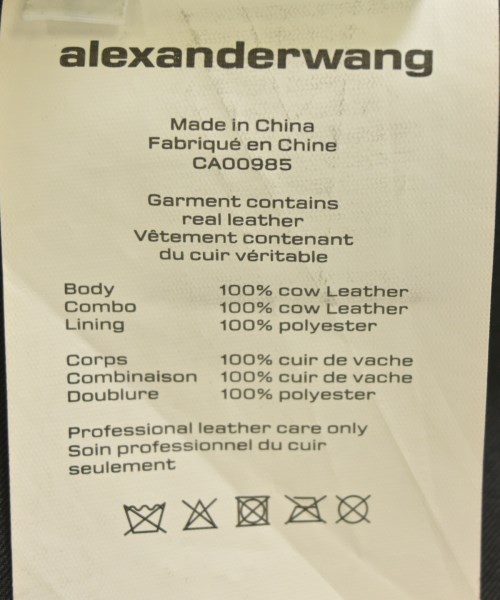 alexanderwang
Made in China
Fabriqué en Chine
CA00985
Garment contains
real leather
Vêtement contenant
du cuir véritable
Body 100% cow Leather
Combo 100% cow Leather
Lining 100% polyester
Corps 100% cuir de vache
Combinaison 100% cuir de vache
Doublure 100% polyester
Professional leather care only
Soin professionnel du cuir
seulement